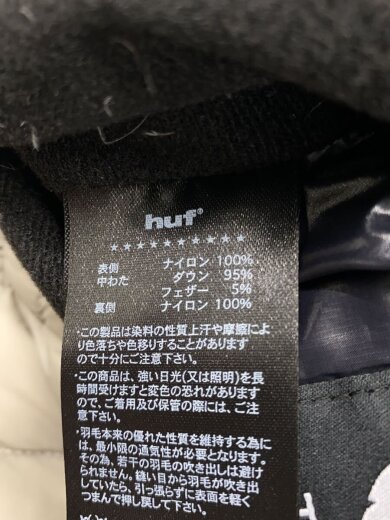 huf®
★★★★★★★★★★
表側 ナイロン 100%
中わた ダウン 95%
フェザー 5%
裏側 ナイロン 100%
・この製品は染料の性質上汗や摩擦によ
り色落ちや色移りすることがあります
ので十分にご注意下さい。
・この商品は、強い日光(又は照明)を長
時間受けますと変色の恐れがあります
ので、ご着用及び保管の際には、ご注
意下さい。
・羽毛本来の優れた性質を維持する為に
は、最小限の通気性が必要となります。
その為、若干の羽毛の吹き出しは避け
られません。縫い目から羽毛が吹き出
していたら、引っ張らずに表面を軽く
つまんで押し戻して下さい。